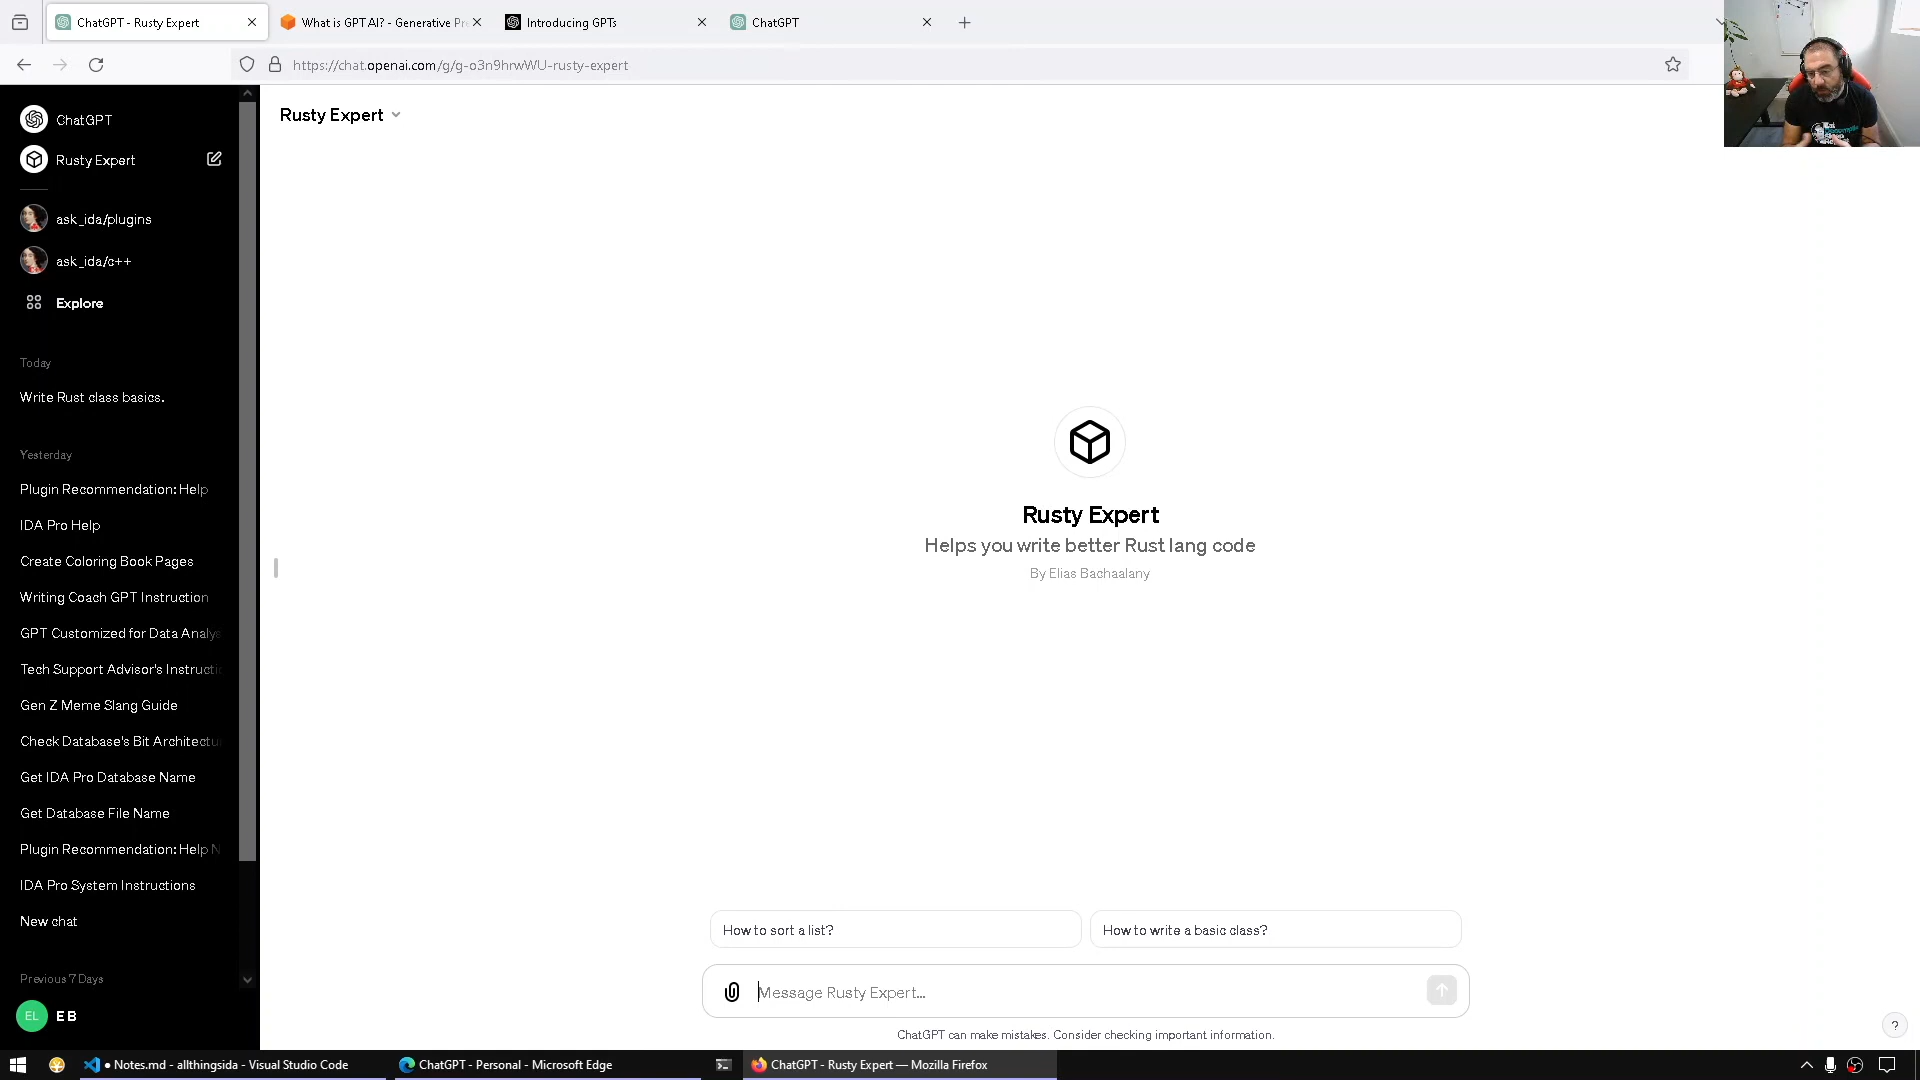 ChatGPT - Rusty Expert
What is GPT AI? - Generative Pr
Introducing GPTs
ChatGPT
https://chat.openai.com/g/g-o3n9hrwWU-rusty-expert
ChatGPT
Rusty Expert
ask_ida/plugins
ask_ida/c++
Explore
Today
Write Rust class basics.
Yesterday
Plugin Recommendation: Help
IDA Pro Help
Create Coloring Book Pages
Writing Coach GPT Instruction
GPT Customized for Data Analys
Tech Support Advisor's Instructi
Gen Z Meme Slang Guide
Check Database's Bit Architectu
Get IDA Pro Database Name
Get Database File Name
Plugin Recommendation: Help N
IDA Pro System Instructions
New chat
Previous 7 Days
EL
E B
Rusty Expert
Rusty Expert
Helps you write better Rust lang code
By Elias Bachaalany
How to sort a list?
How to write a basic class?
Message Rusty Expert…
ChatGPT can make mistakes. Consider checking important information.
?
● Notes.md - allthingsida - Visual Studio Code
ChatGPT - Personal - Microsoft Edge
ChatGPT - Rusty Expert — Mozilla Firefox